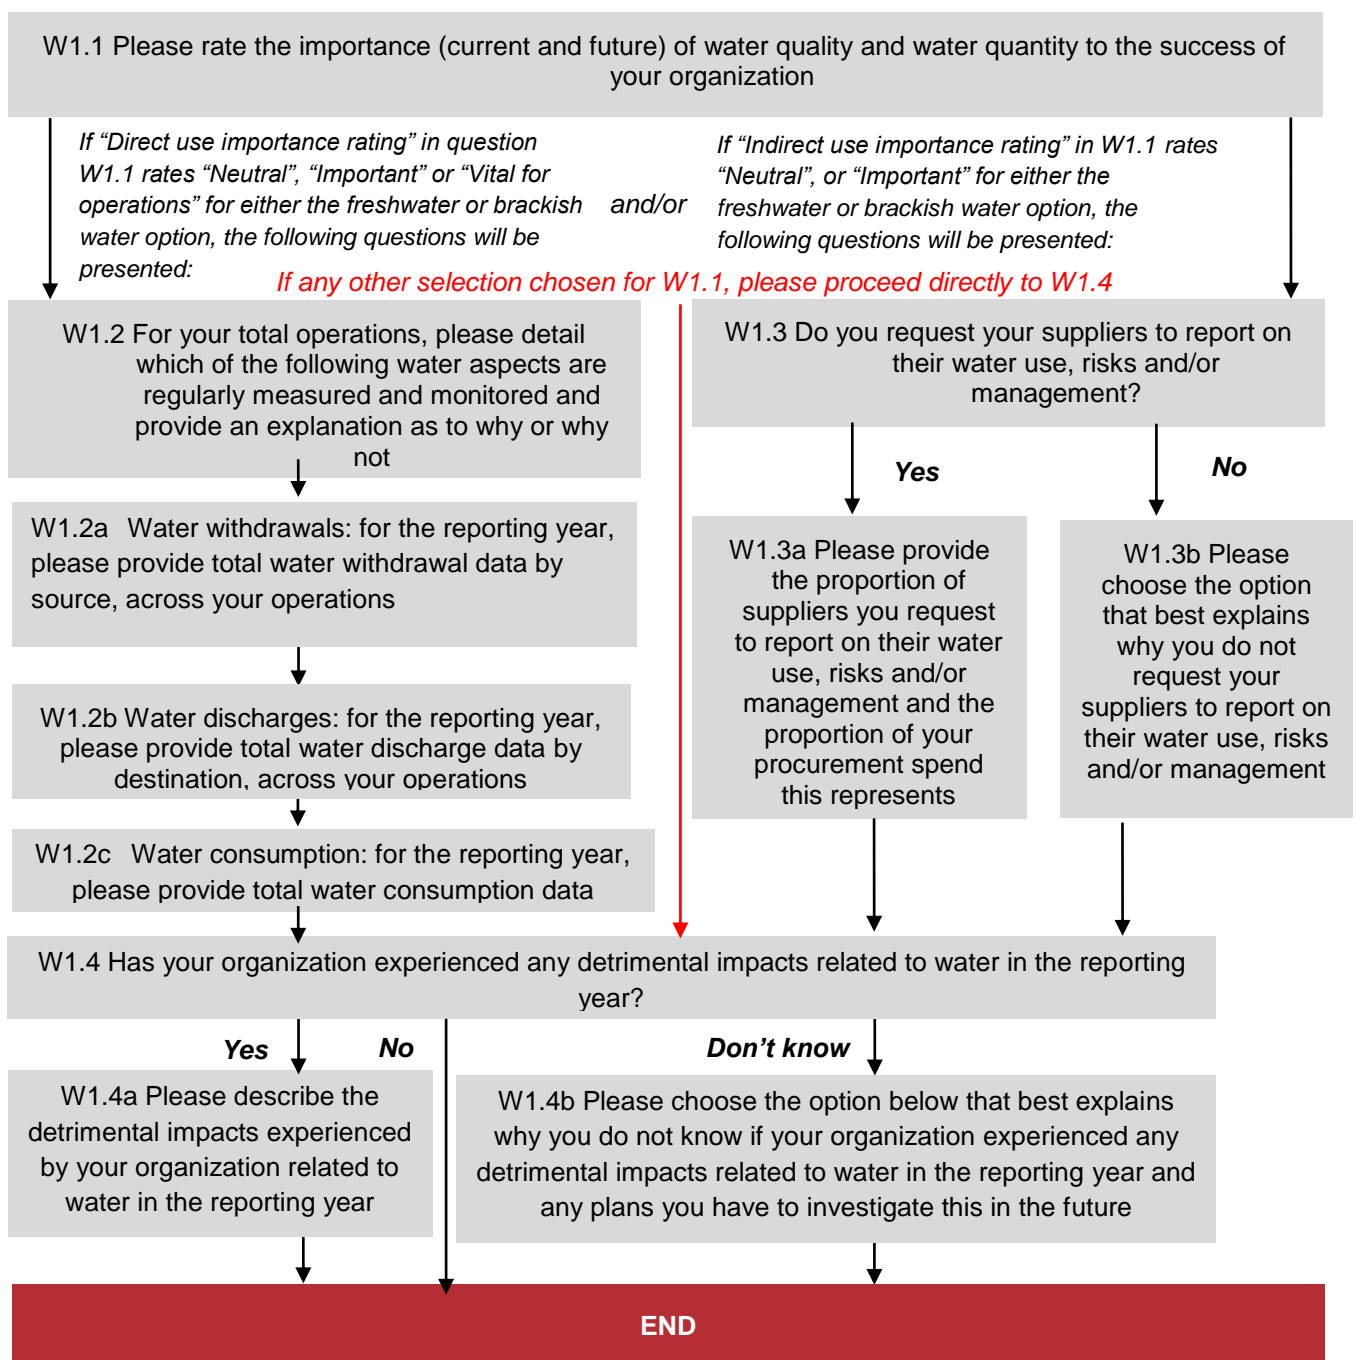 W1.1 Please rate the importance (current and future) of water quality and water quantity to the success of
your organization
If “Direct use importance rating” in question
W1.1 rates “Neutral”, “Important” or “Vital for
operations” for either the freshwater or brackish
water option, the following questions will be
presented:
and/or
If “Indirect use importance rating” in W1.1 rates
“Neutral”, or “Important” for either the
freshwater or brackish water option, the
following questions will be presented:
If any other selection chosen for W1.1, please proceed directly to W1.4
W1.2 For your total operations, please detail
which of the following water aspects are
regularly measured and monitored and
provide an explanation as to why or why
not
W1.3 Do you request your suppliers to report on
their water use, risks and/or
management?
Yes
No
W1.2a Water withdrawals: for the reporting year,
please provide total water withdrawal data by
source, across your operations
W1.2b Water discharges: for the reporting year,
please provide total water discharge data by
destination, across your operations
W1.2c Water consumption: for the reporting year,
please provide total water consumption data
W1.3a Please provide
the proportion of
suppliers you request
to report on their water
use, risks and/or
management and the
proportion of your
procurement spend
this represents
W1.3b Please
choose the option
that best explains
why you do not
request your
suppliers to report on
their water use, risks
and/or management
W1.4 Has your organization experienced any detrimental impacts related to water in the reporting
year?
Yes
No
Don’t know
W1.4a Please describe the
detrimental impacts experienced
by your organization related to
water in the reporting year
W1.4b Please choose the option below that best explains
why you do not know if your organization experienced any
detrimental impacts related to water in the reporting year and
any plans you have to investigate this in the future
END